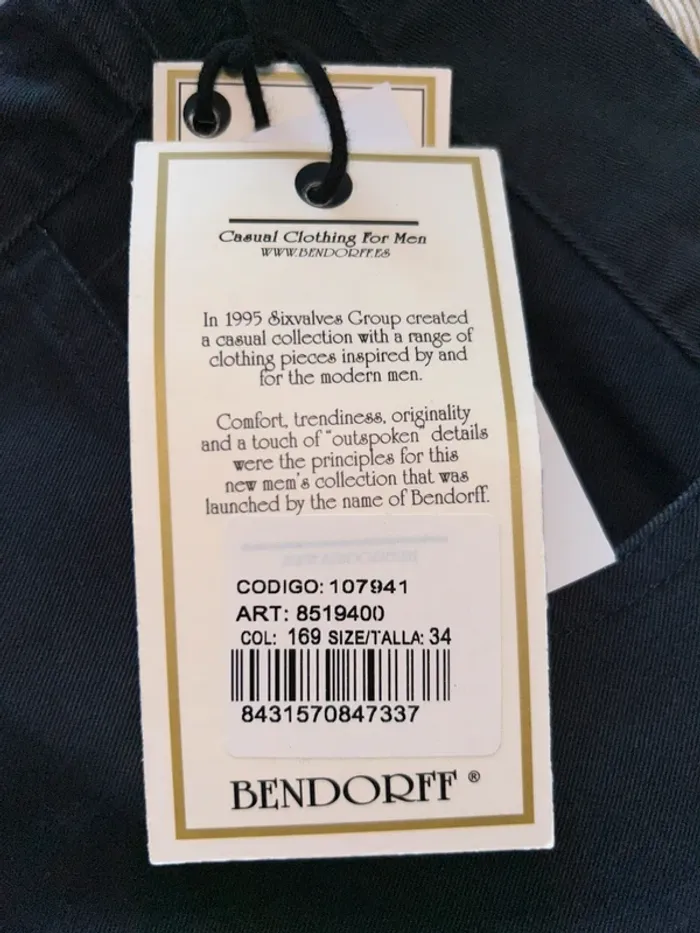 Casual Clothing For Men
WWW.BENDORFF.ES
In 1995 Sixvalves Group created
a casual collection with a range of
clothing pieces inspired by and
for the modern men.
Comfort, trendiness, originality
and a touch of "outspoken" details
were the principles for this
new mem's collection that was
launched by the name of Bendorff.
CODIGO: 107941
ART: 8519400
COL: 169 SIZE/TALLA: 34
8431570847337
BENDORFF ®